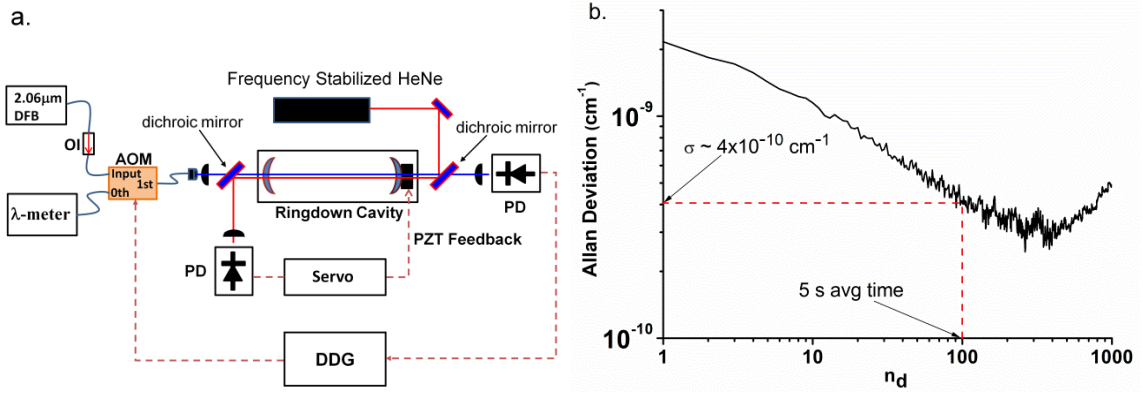 a.
Frequency Stabilized HeNe
2.06μm
DFB
OI
dichroic mirror
dichroic mirror
AOM
Input
1st
0th
λ-meter
Ringdown Cavity
PD
PZT Feedback
PD
Servo
DDG
b.
Allan Deviation (cm⁻¹)
10⁻⁹
σ ~ 4x10⁻¹⁰ cm⁻¹
5 s avg time
10⁻¹⁰
1
10
100
1000
n_d